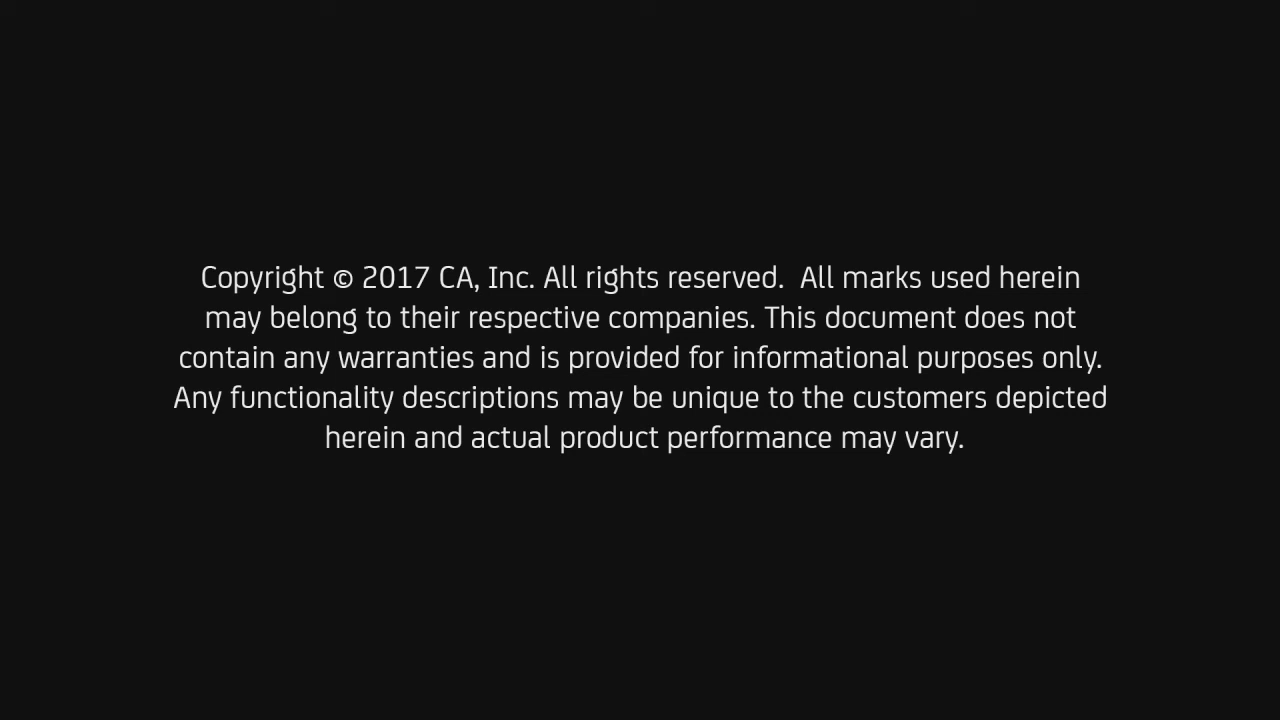 Copyright © 2017 CA, Inc. All rights reserved.  All marks used herein
may belong to their respective companies. This document does not
contain any warranties and is provided for informational purposes only.
Any functionality descriptions may be unique to the customers depicted
herein and actual product performance may vary.